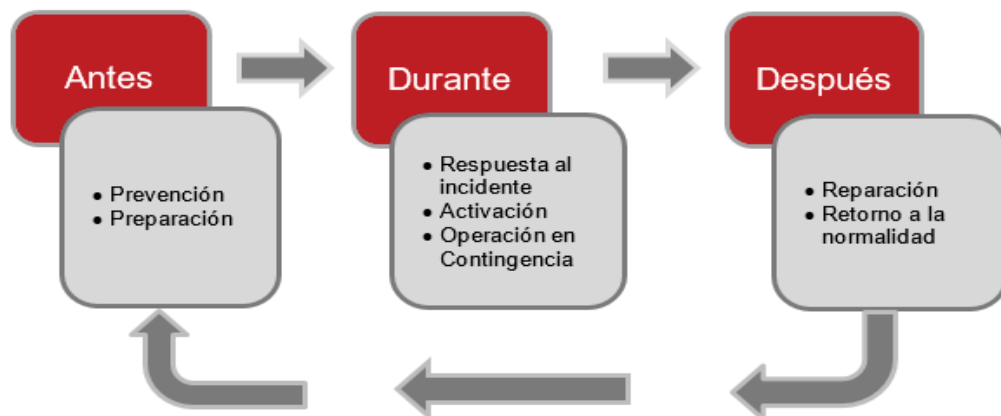 Antes
• Prevención
• Preparación
Durante
• Respuesta al
incidente
• Activación
• Operación en
Contingencia
Después
• Reparación
• Retorno a la
normalidad